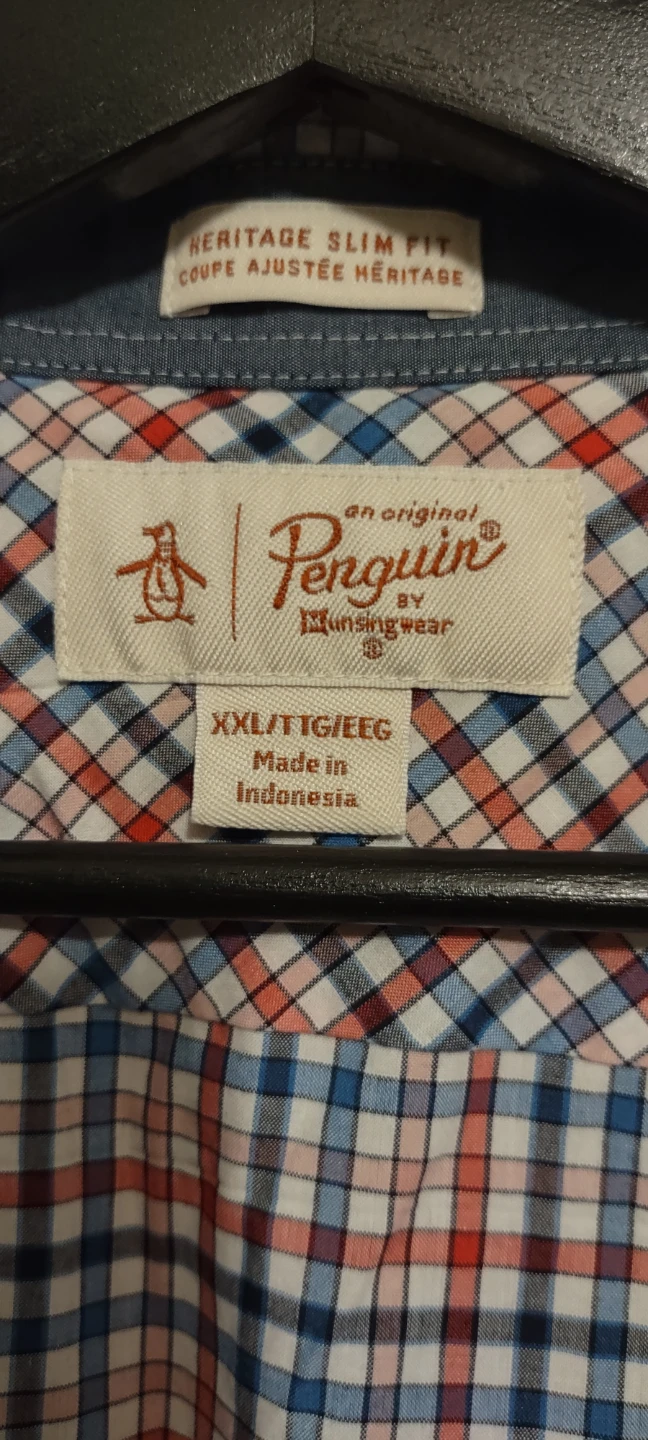 HERITAGE SLIM FIT
COUPE AJUSTÉE HÉRITAGE
an original
Penguin®
BY
Munsingwear
®
XXL/TTG/EEG
Made in
Indonesia